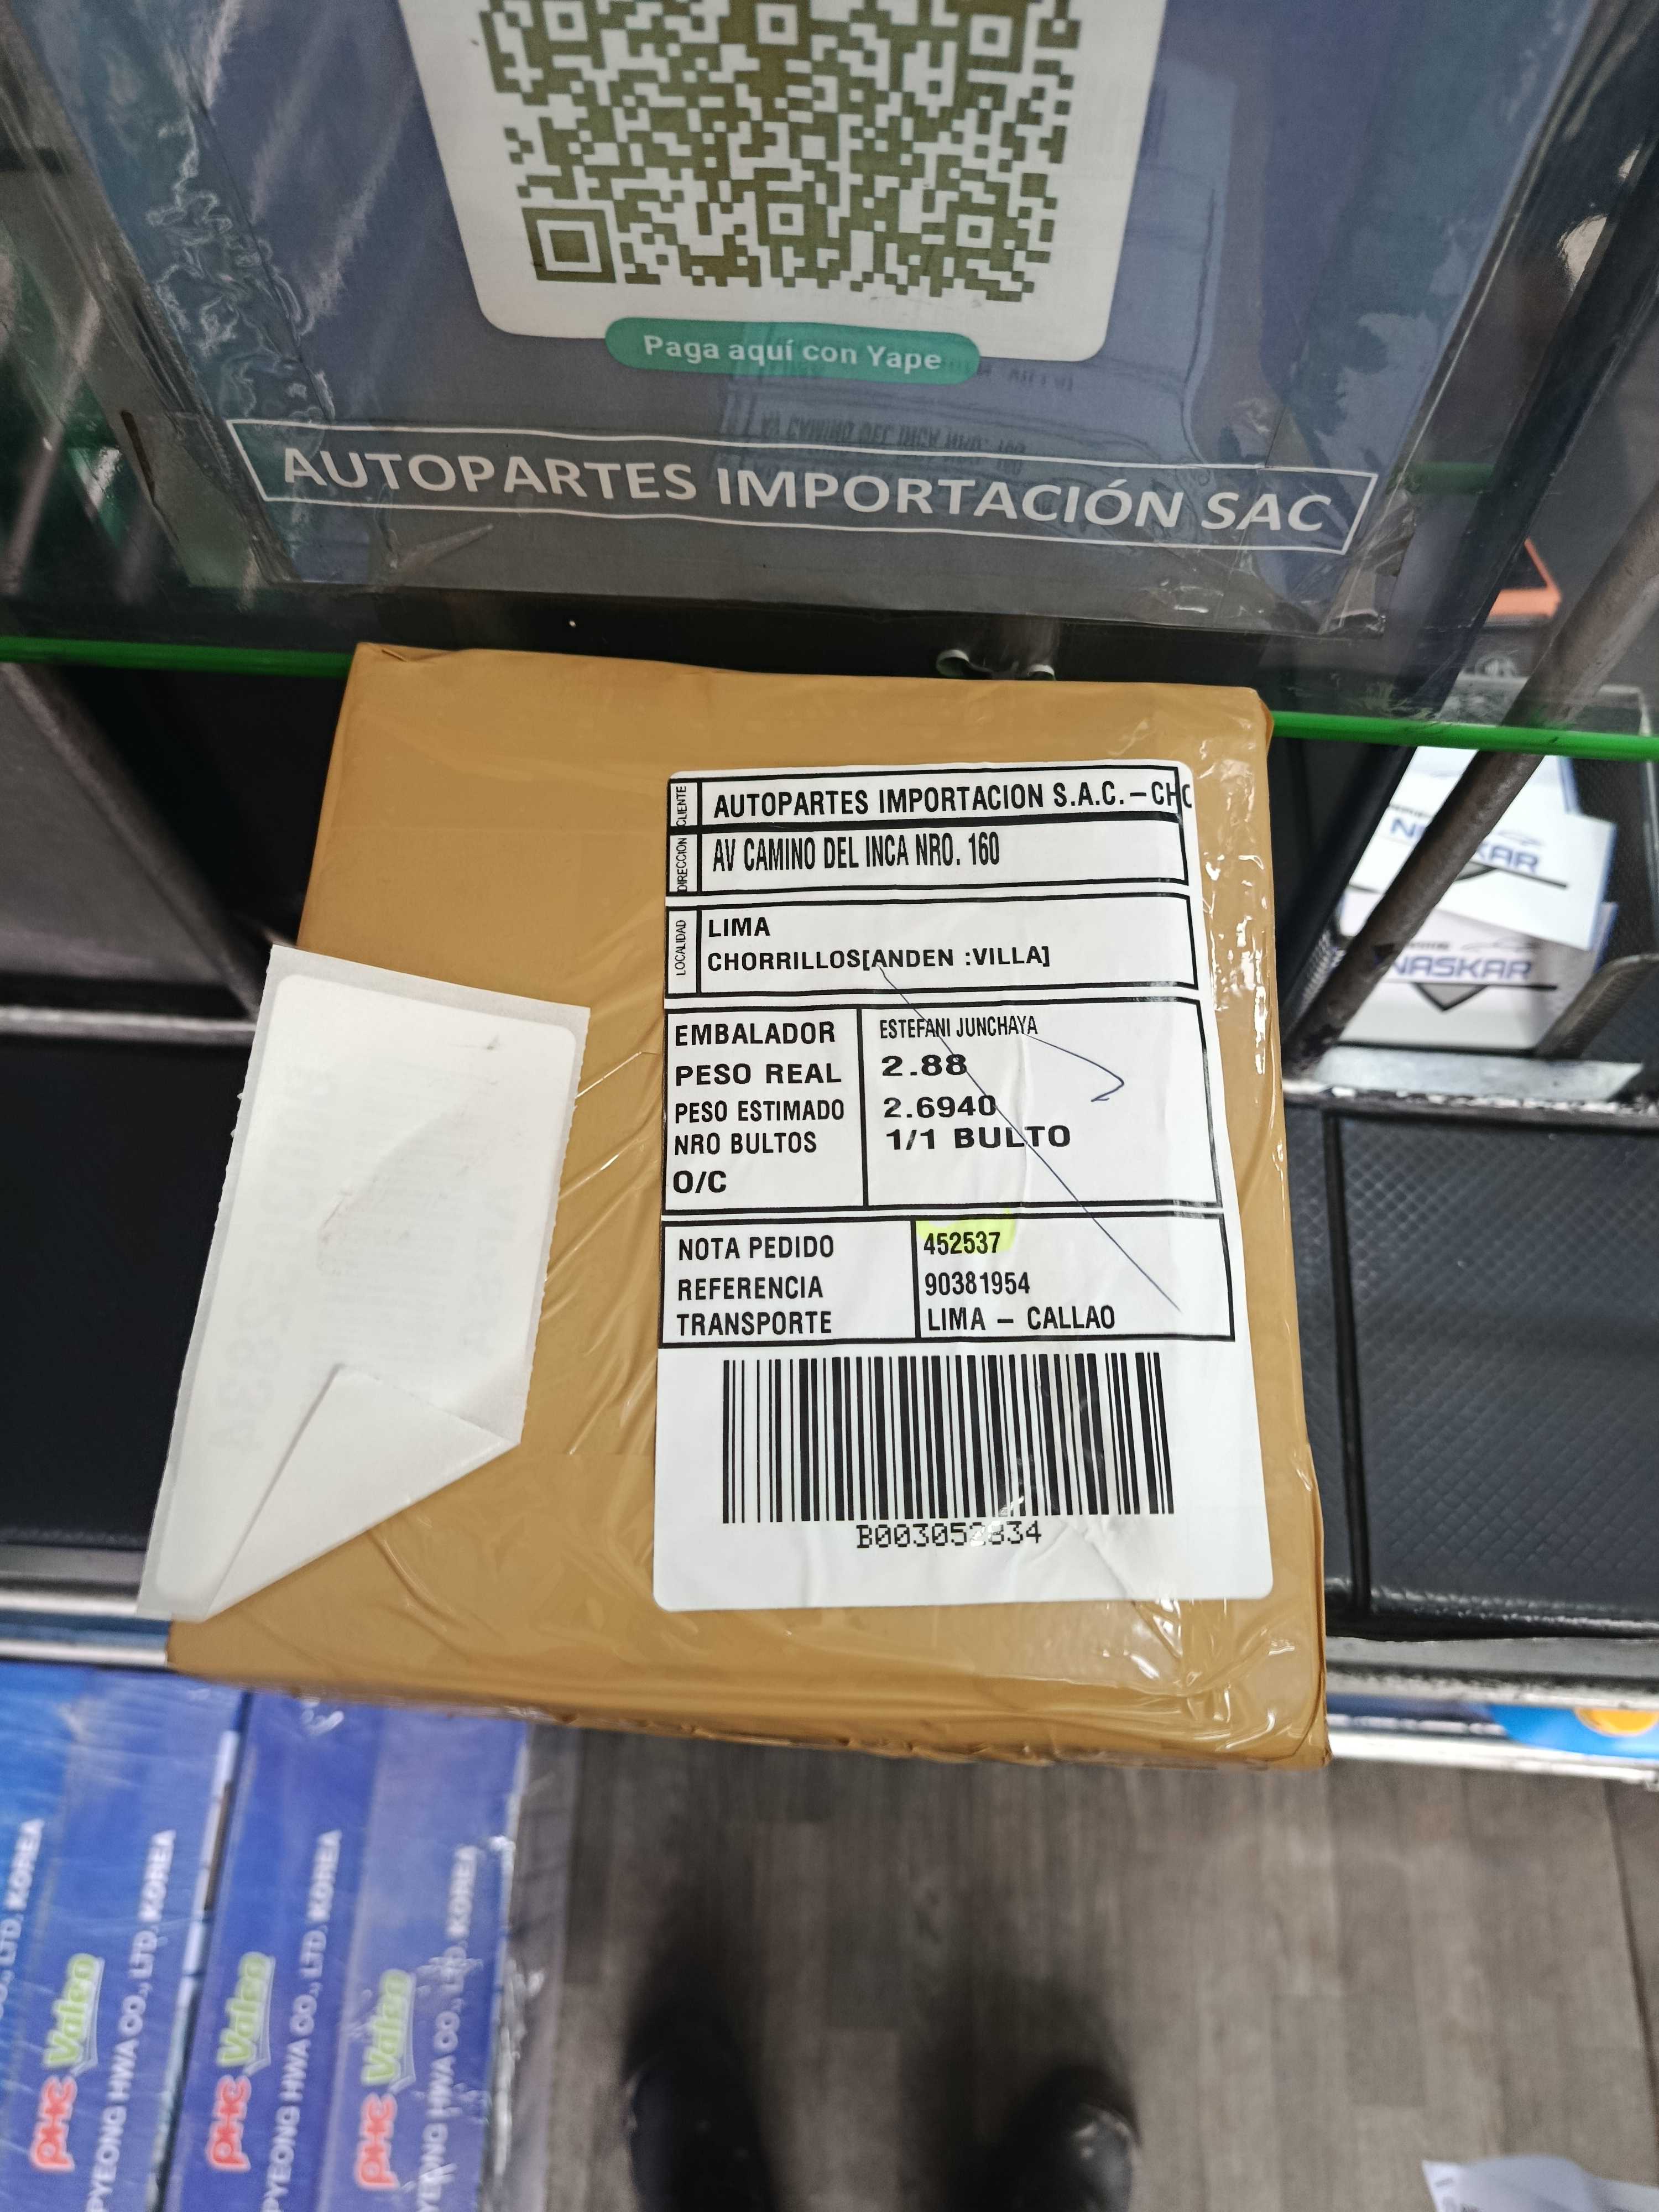 Paga aquí con Yape
AUTOPARTES IMPORTACIÓN SAC
CLIENTE
AUTOPARTES IMPORTACION S.A.C. – CHO
DIRECCION
AV CAMINO DEL INCA NRO. 160
LOCALIDAD
LIMA
CHORRILLOS[ANDEN :VILLA]
EMBALADOR ESTEFANI JUNCHAYA
PESO REAL 2.88
PESO ESTIMADO 2.6940
NRO BULTOS 1/1 BULTO
O/C
NOTA PEDIDO 452537
REFERENCIA 90381954
TRANSPORTE LIMA – CALLAO
NASKAR
PHC Valeo
PYEONG HWA CO., LTD. KOREA
PHC Valeo
PYEONG HWA CO., LTD. KOREA
PHC Valeo
PYEONG HWA CO., LTD. KOREA